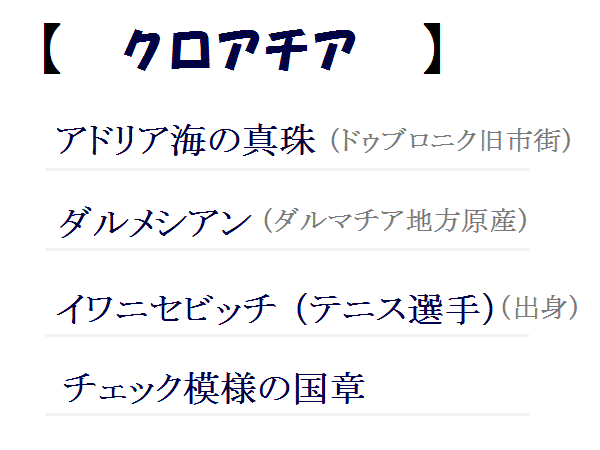 【 クロアチア 】
アドリア海の真珠 (ドゥブロニク旧市街)
ダルメシアン (ダルマチア地方原産)
イワニセビッチ (テニス選手) (出身)
チェック模様の国章